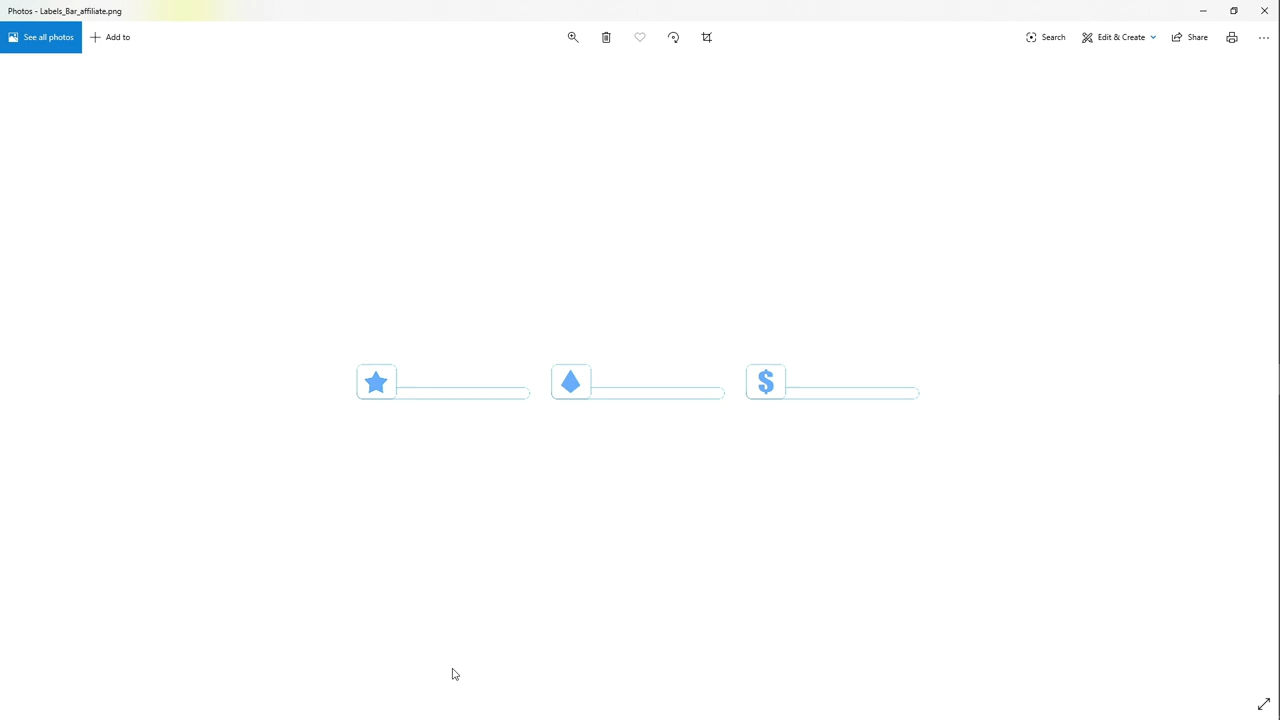 Photos - Labels_Bar_affiliate.png
See all photos
Add to
Search
Edit & Create
Share
$